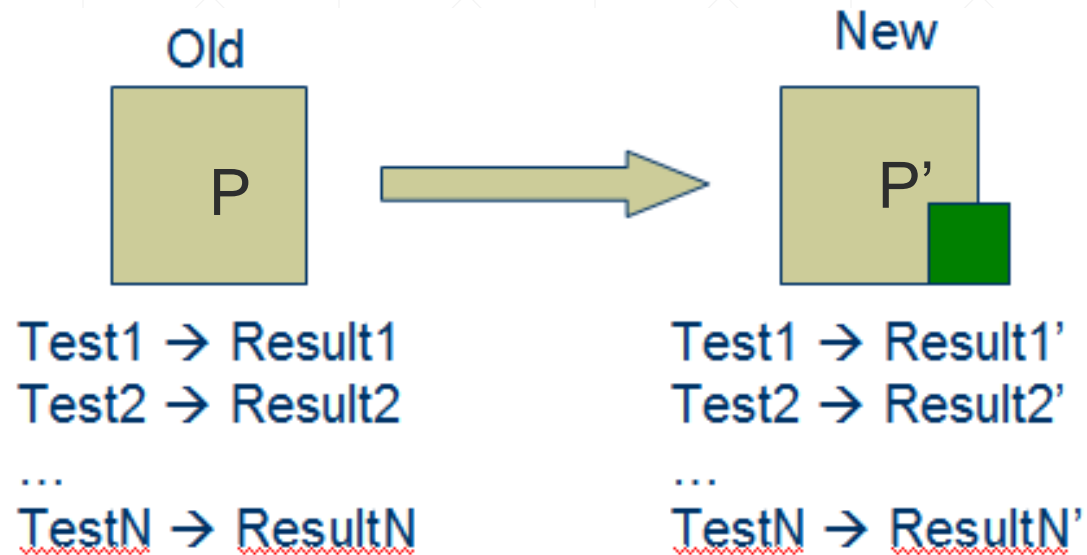 Old
P
Test1 → Result1
Test2 → Result2
...
TestN → ResultN
New
P’
Test1 → Result1’
Test2 → Result2’
...
TestN → ResultN’